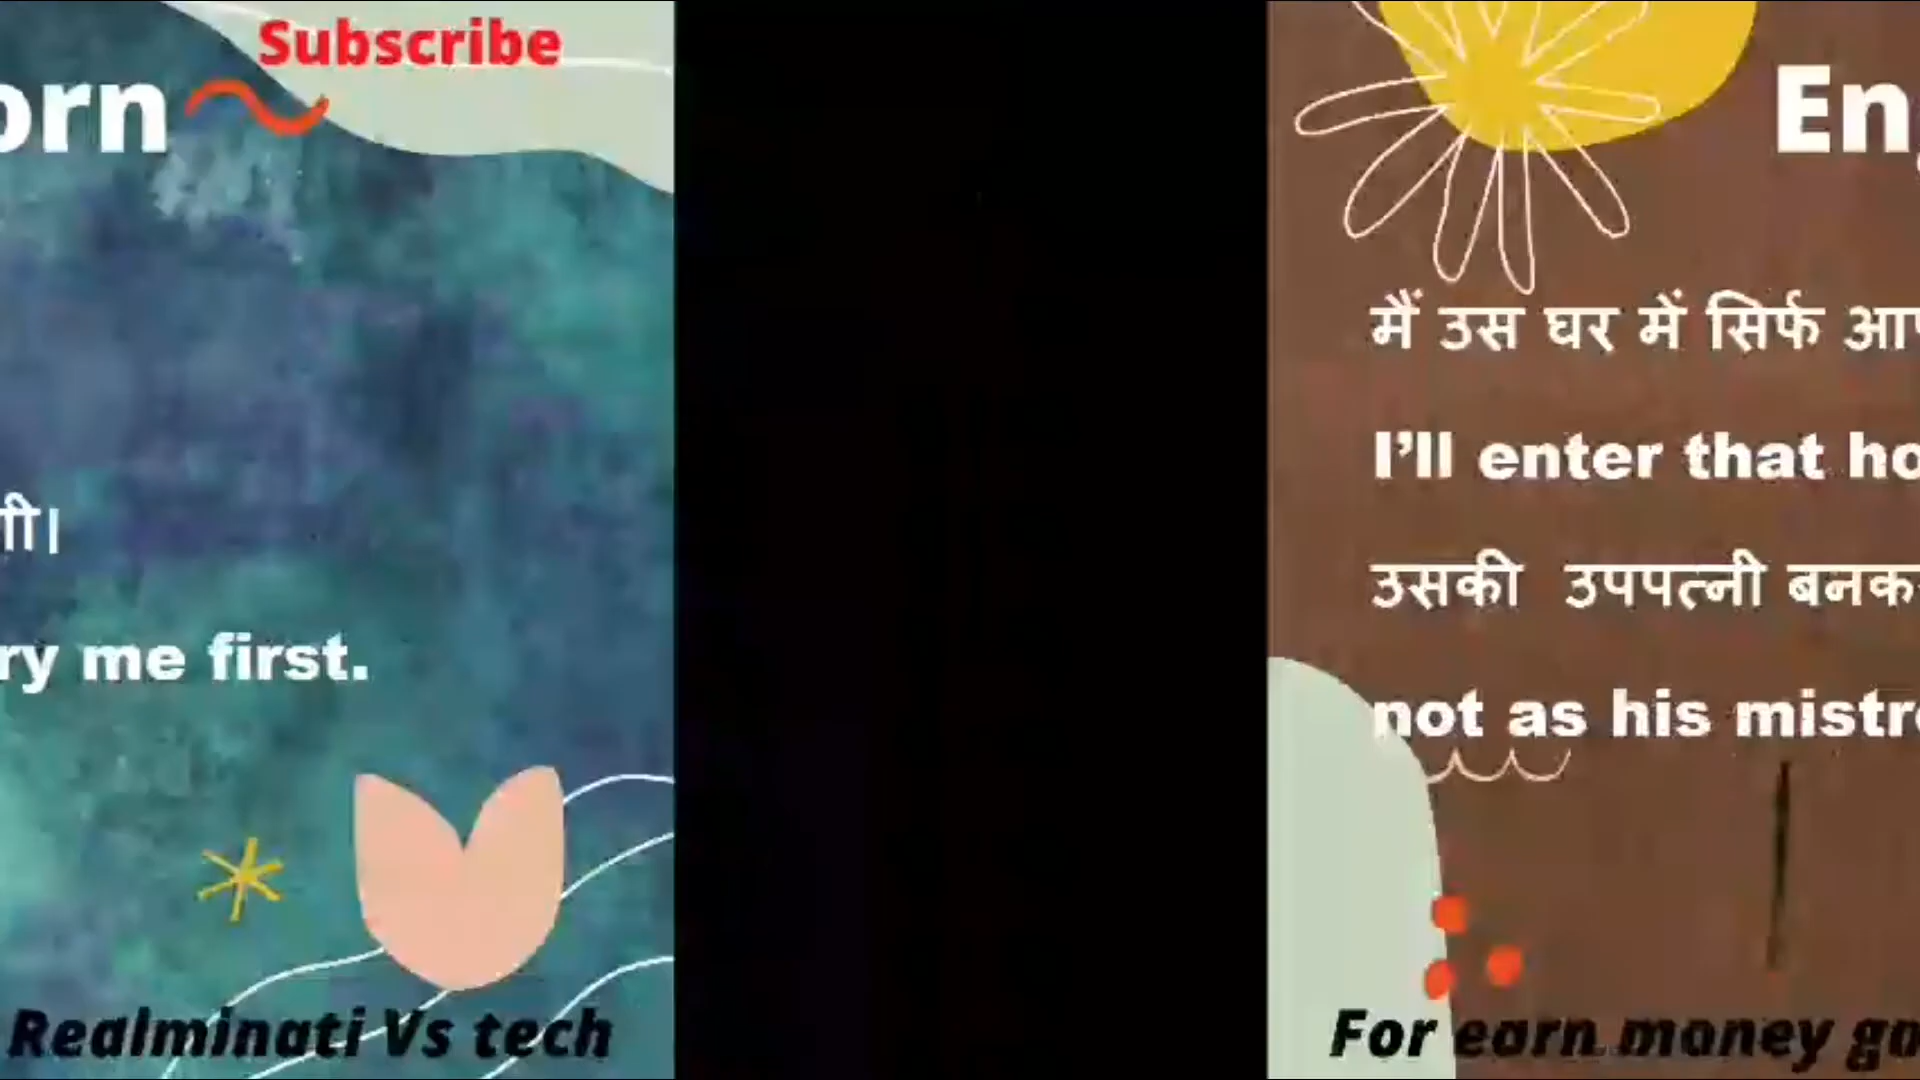 Subscribe
orn
गी।
ry me first.
Realminati Vs tech
En
मैं उस घर में सिर्फ आप
I'll enter that ho
उसकी उपपत्नी बनक
not as his mistr
For earn money go